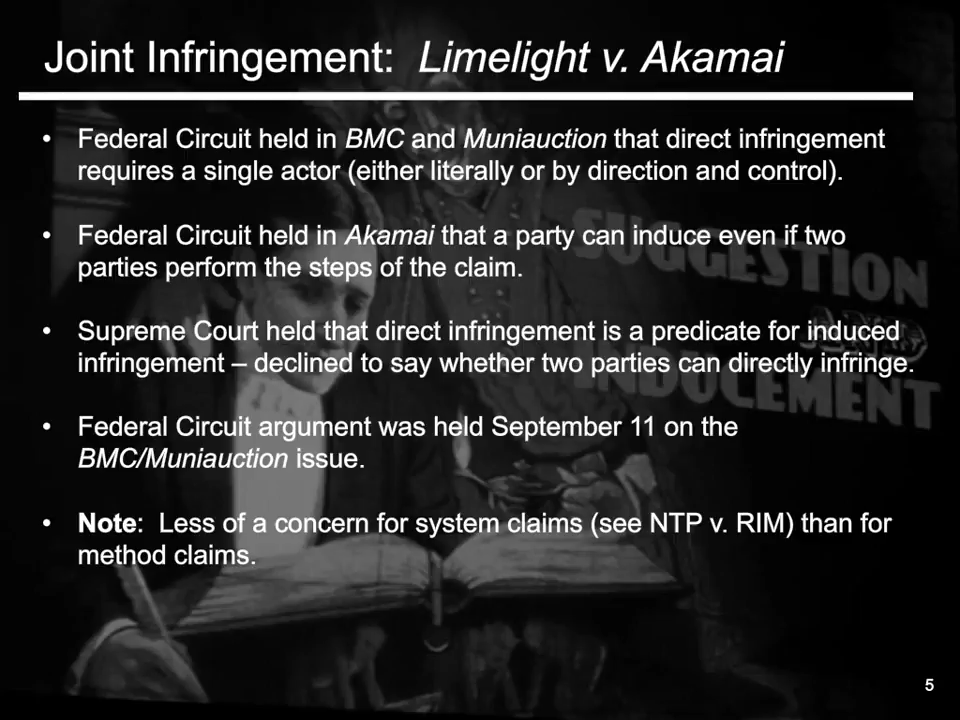 Joint Infringement: Limelight v. Akamai
• Federal Circuit held in BMC and Muniauction that direct infringement
requires a single actor (either literally or by direction and control).
• Federal Circuit held in Akamai that a party can induce even if two
parties perform the steps of the claim.
• Supreme Court held that direct infringement is a predicate for induced
infringement – declined to say whether two parties can directly infringe.
• Federal Circuit argument was held September 11 on the
BMC/Muniauction issue.
• Note: Less of a concern for system claims (see NTP v. RIM) than for
method claims.
SUGGESTION
AND
INDUCEMENT
5